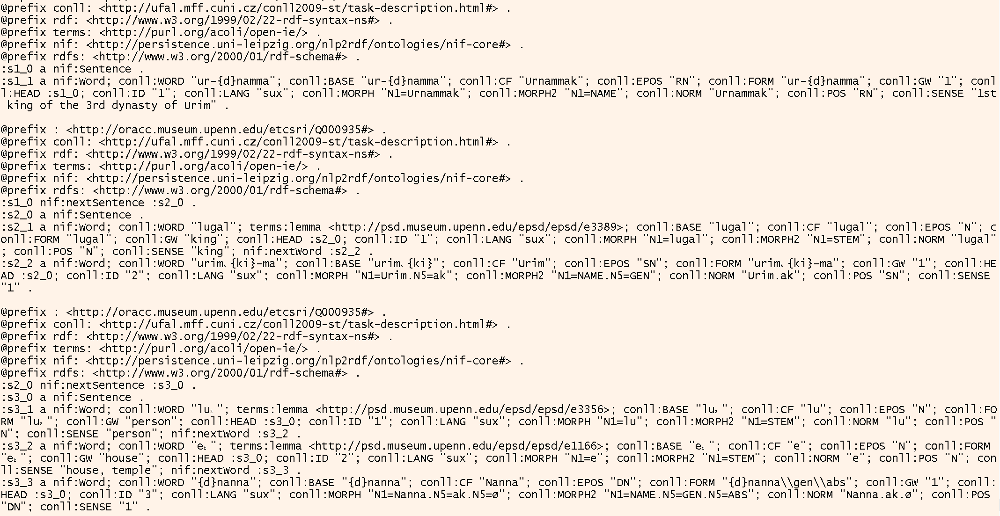 @prefix conll: <http://ufal.mff.cuni.cz/conll2009-st/task-description.html#> .
@prefix rdf: <http://www.w3.org/1999/02/22-rdf-syntax-ns#> .
@prefix terms: <http://purl.org/acoli/open-ie/> .
@prefix nif: <http://persistence.uni-leipzig.org/nlp2rdf/ontologies/nif-core#> .
@prefix rdfs: <http://www.w3.org/2000/01/rdf-schema#> .
:s1_0 a nif:Sentence .
:s1_1 a nif:Word; conll:WORD "ur-{d}namma"; conll:BASE "ur-{d}namma"; conll:CF "Urnammak"; conll:EPOS "RN"; conll:FORM "ur-{d}namma"; conll:GW "1"; conl
l:HEAD :s1_0; conll:ID "1"; conll:LANG "sux"; conll:MORPH "N1=Urnammak"; conll:MORPH2 "N1=NAME"; conll:NORM "Urnammak"; conll:POS "RN"; conll:SENSE "1st
 king of the 3rd dynasty of Urim" .

@prefix : <http://oracc.museum.upenn.edu/etcsri/Q000935#> .
@prefix conll: <http://ufal.mff.cuni.cz/conll2009-st/task-description.html#> .
@prefix rdf: <http://www.w3.org/1999/02/22-rdf-syntax-ns#> .
@prefix terms: <http://purl.org/acoli/open-ie/> .
@prefix nif: <http://persistence.uni-leipzig.org/nlp2rdf/ontologies/nif-core#> .
@prefix rdfs: <http://www.w3.org/2000/01/rdf-schema#> .
:s1_0 nif:nextSentence :s2_0 .
:s2_0 a nif:Sentence .
:s2_1 a nif:Word; conll:WORD "lugal"; terms:lemma <http://psd.museum.upenn.edu/epsd/epsd/e3389>; conll:BASE "lugal"; conll:CF "lugal"; conll:EPOS "N"; c
onll:FORM "lugal"; conll:GW "king"; conll:HEAD :s2_0; conll:ID "1"; conll:LANG "sux"; conll:MORPH "N1=lugal"; conll:MORPH2 "N1=STEM"; conll:NORM "lugal"
; conll:POS "N"; conll:SENSE "king"; nif:nextWord :s2_2 .
:s2_2 a nif:Word; conll:WORD "urim₅ {ki}-ma"; conll:BASE "urim₅ {ki}"; conll:CF "Urim"; conll:EPOS "SN"; conll:FORM "urim₅ {ki}-ma"; conll:GW "1"; conll:HE
AD :s2_0; conll:ID "2"; conll:LANG "sux"; conll:MORPH "N1=Urim.N5=ak"; conll:MORPH2 "N1=NAME.N5=GEN"; conll:NORM "Urim.ak"; conll:POS "SN"; conll:SENSE
"1" .

@prefix : <http://oracc.museum.upenn.edu/etcsri/Q000935#> .
@prefix conll: <http://ufal.mff.cuni.cz/conll2009-st/task-description.html#> .
@prefix rdf: <http://www.w3.org/1999/02/22-rdf-syntax-ns#> .
@prefix terms: <http://purl.org/acoli/open-ie/> .
@prefix nif: <http://persistence.uni-leipzig.org/nlp2rdf/ontologies/nif-core#> .
@prefix rdfs: <http://www.w3.org/2000/01/rdf-schema#> .
:s2_0 nif:nextSentence :s3_0 .
:s3_0 a nif:Sentence .
:s3_1 a nif:Word; conll:WORD "lu₂ "; terms:lemma <http://psd.museum.upenn.edu/epsd/epsd/e3356>; conll:BASE "lu₂ "; conll:CF "lu"; conll:EPOS "N"; conll:FO
RM "lu₂ "; conll:GW "person"; conll:HEAD :s3_0; conll:ID "1"; conll:LANG "sux"; conll:MORPH "N1=lu"; conll:MORPH2 "N1=STEM"; conll:NORM "lu"; conll:POS "
N"; conll:SENSE "person"; nif:nextWord :s3_2 .
:s3_2 a nif:Word; conll:WORD "e₂ "; terms:lemma <http://psd.museum.upenn.edu/epsd/epsd/e1166>; conll:BASE "e₂ "; conll:CF "e"; conll:EPOS "N"; conll:FORM
"e₂ "; conll:GW "house"; conll:HEAD :s3_0; conll:ID "2"; conll:LANG "sux"; conll:MORPH "N1=e"; conll:MORPH2 "N1=STEM"; conll:NORM "e"; conll:POS "N"; con
ll:SENSE "house, temple"; nif:nextWord :s3_3 .
:s3_3 a nif:Word; conll:WORD "{d}nanna"; conll:BASE "{d}nanna"; conll:CF "Nanna"; conll:EPOS "DN"; conll:FORM "{d}nanna\\gen\\abs"; conll:GW "1"; conll:
HEAD :s3_0; conll:ID "3"; conll:LANG "sux"; conll:MORPH "N1=Nanna.N5=ak.N5=ø"; conll:MORPH2 "N1=NAME.N5=GEN.N5=ABS"; conll:NORM "Nanna.ak.ø"; conll:POS
"DN"; conll:SENSE "1" .